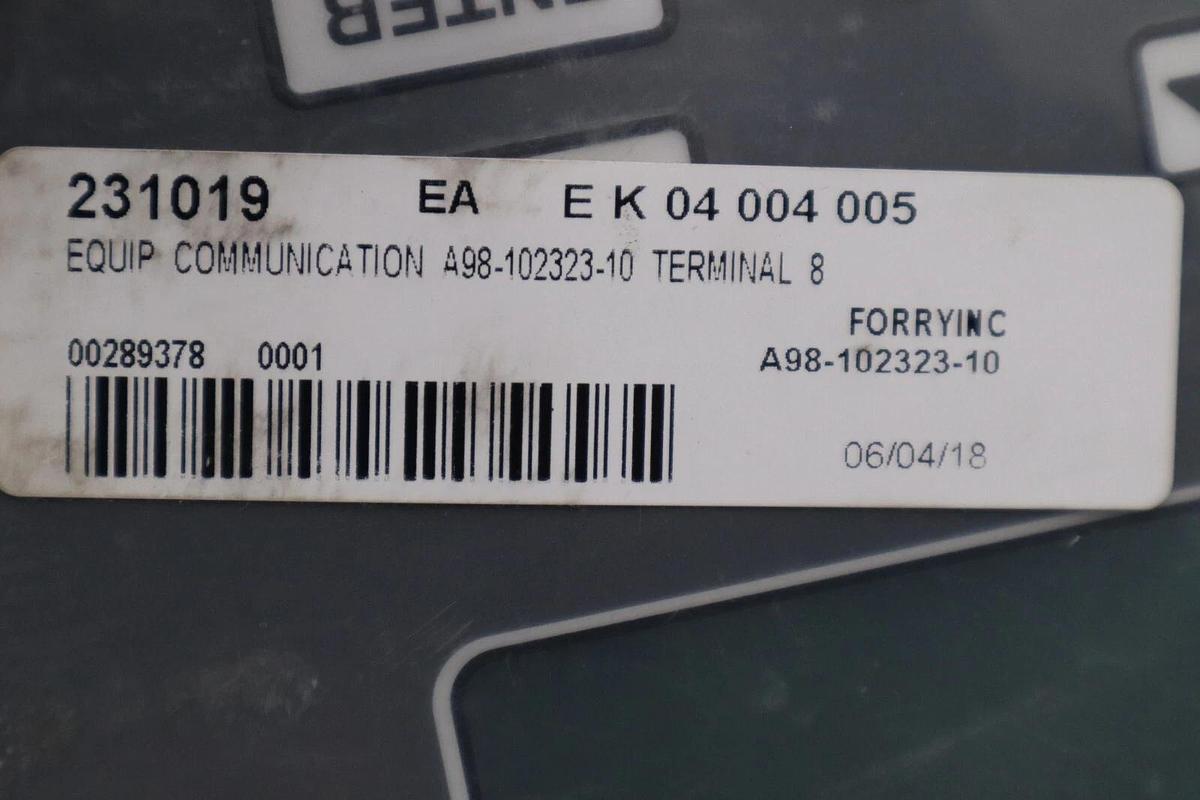 ENTER
231019 EA E K 04 004 005
EQUIP COMMUNICATION A98-102323-10 TERMINAL 8
FORRYINC
00289378 0001
A98-102323-10
06/04/18